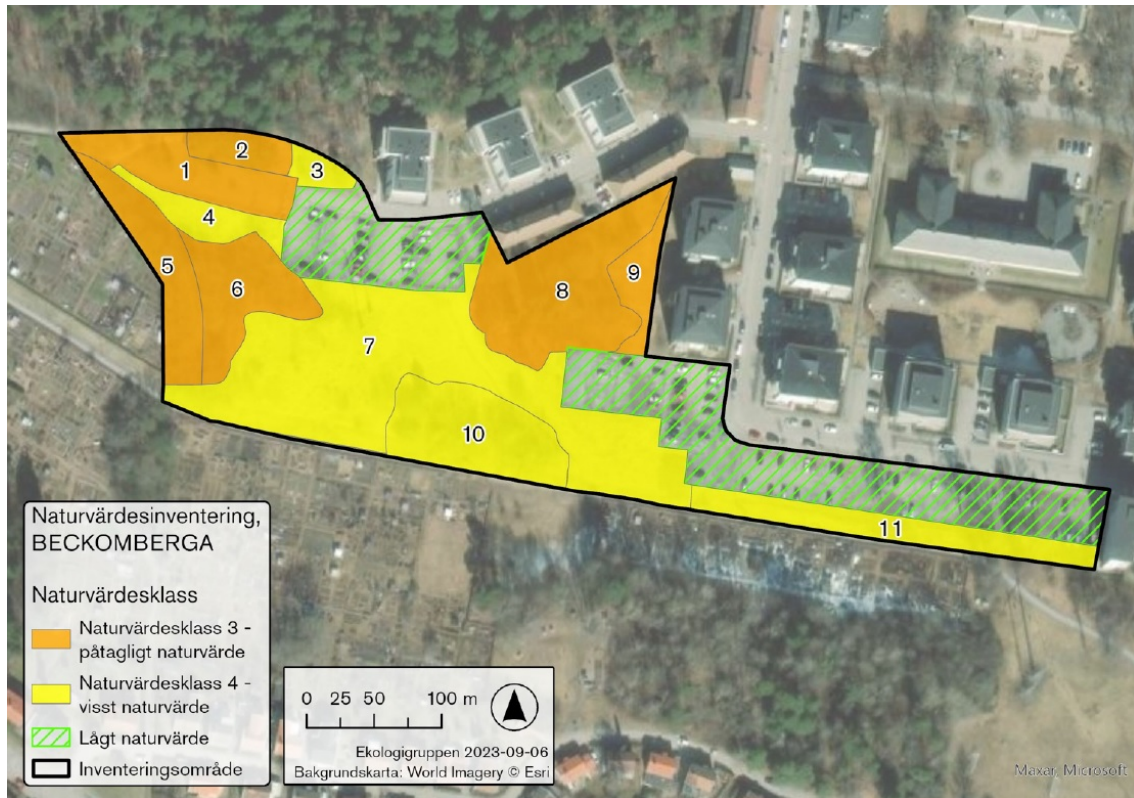 2
1
3
4
5
6
8
9
7
10
11
Naturvärdesinventering,
BECKOMBERGA
Naturvärdesklass
Naturvärdesklass 3 -
påtagligt naturvärde
Naturvärdesklass 4 -
visst naturvärde
Lågt naturvärde
Inventeringsområde
0 25 50 100 m
Ekologigruppen 2023-09-06
Bakgrundskarta: World Imagery © Esri
Maxar, Microsoft